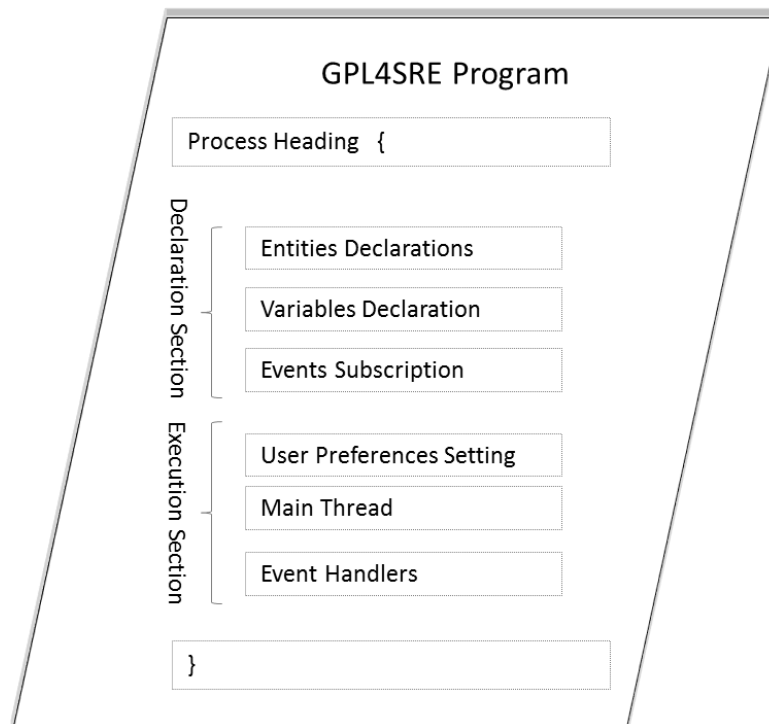 GPL4SRE Program
Process Heading {
Declaration Section
Entities Declarations
Variables Declaration
Events Subscription
Execution Section
User Preferences Setting
Main Thread
Event Handlers
}